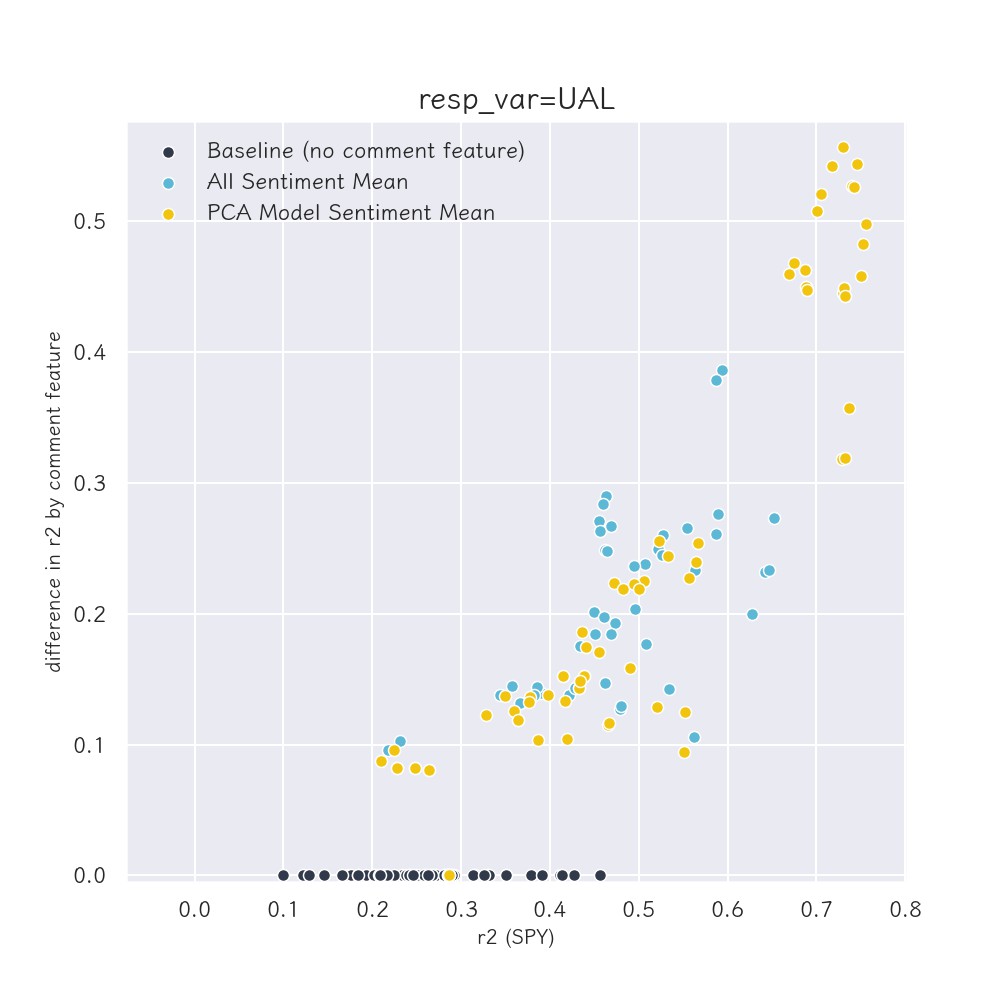 resp_var=UAL
Baseline (no comment feature)
All Sentiment Mean
PCA Model Sentiment Mean
difference in r2 by comment feature
0.5
0.4
0.3
0.2
0.1
0.0
0.0 0.1 0.2 0.3 0.4 0.5 0.6 0.7 0.8
r2 (SPY)